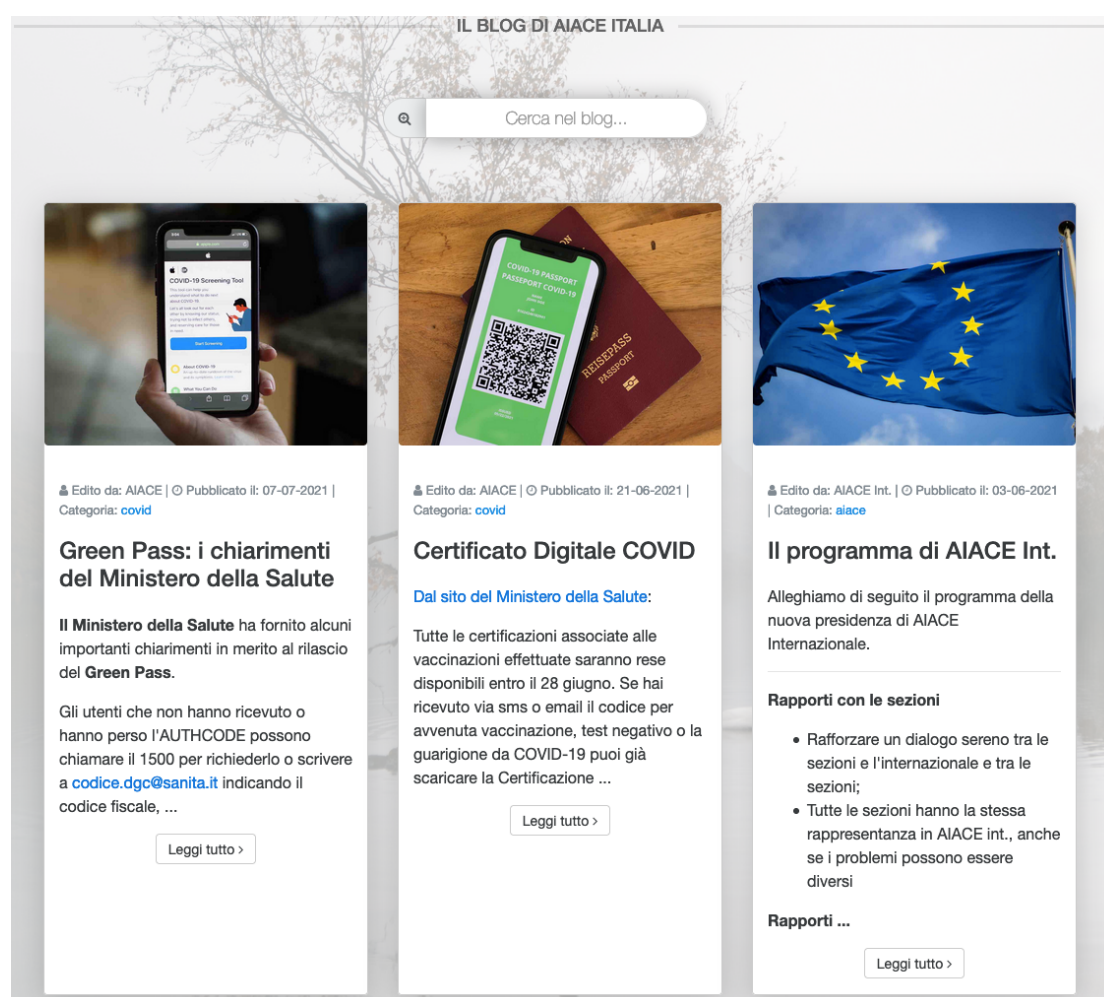 IL BLOG DI AIACE ITALIA
Cerca nel blog...
COVID-19 Screening Tool
Start Screening
About COVID-19
What You Can Do
COVID-19 PASSPORT
PASSEPORT COVID-19
REISEPASS
PASSPORT
Edito da: AIACE | Pubblicato il: 07-07-2021 |
Categoria: covid
Green Pass: i chiarimenti
del Ministero della Salute
Il Ministero della Salute ha fornito alcuni
importanti chiarimenti in merito al rilascio
del Green Pass.
Gli utenti che non hanno ricevuto o
hanno perso l'AUTHCODE possono
chiamare il 1500 per richiederlo o scrivere
a codice.dgc@sanita.it indicando il
codice fiscale, ...
Leggi tutto ›
Edito da: AIACE | Pubblicato il: 21-06-2021 |
Categoria: covid
Certificato Digitale COVID
Dal sito del Ministero della Salute:
Tutte le certificazioni associate alle
vaccinazioni effettuate saranno rese
disponibili entro il 28 giugno. Se hai
ricevuto via sms o email il codice per
avvenuta vaccinazione, test negativo o la
guarigione da COVID-19 puoi già
scaricare la Certificazione ...
Leggi tutto ›
Edito da: AIACE Int. | Pubblicato il: 03-06-2021
| Categoria: aiace
Il programma di AIACE Int.
Alleghiamo di seguito il programma della
nuova presidenza di AIACE
Internazionale.
Rapporti con le sezioni
• Rafforzare un dialogo sereno tra le
sezioni e l'internazionale e tra le
sezioni;
• Tutte le sezioni hanno la stessa
rappresentanza in AIACE int., anche
se i problemi possono essere
diversi
Rapporti ...
Leggi tutto ›